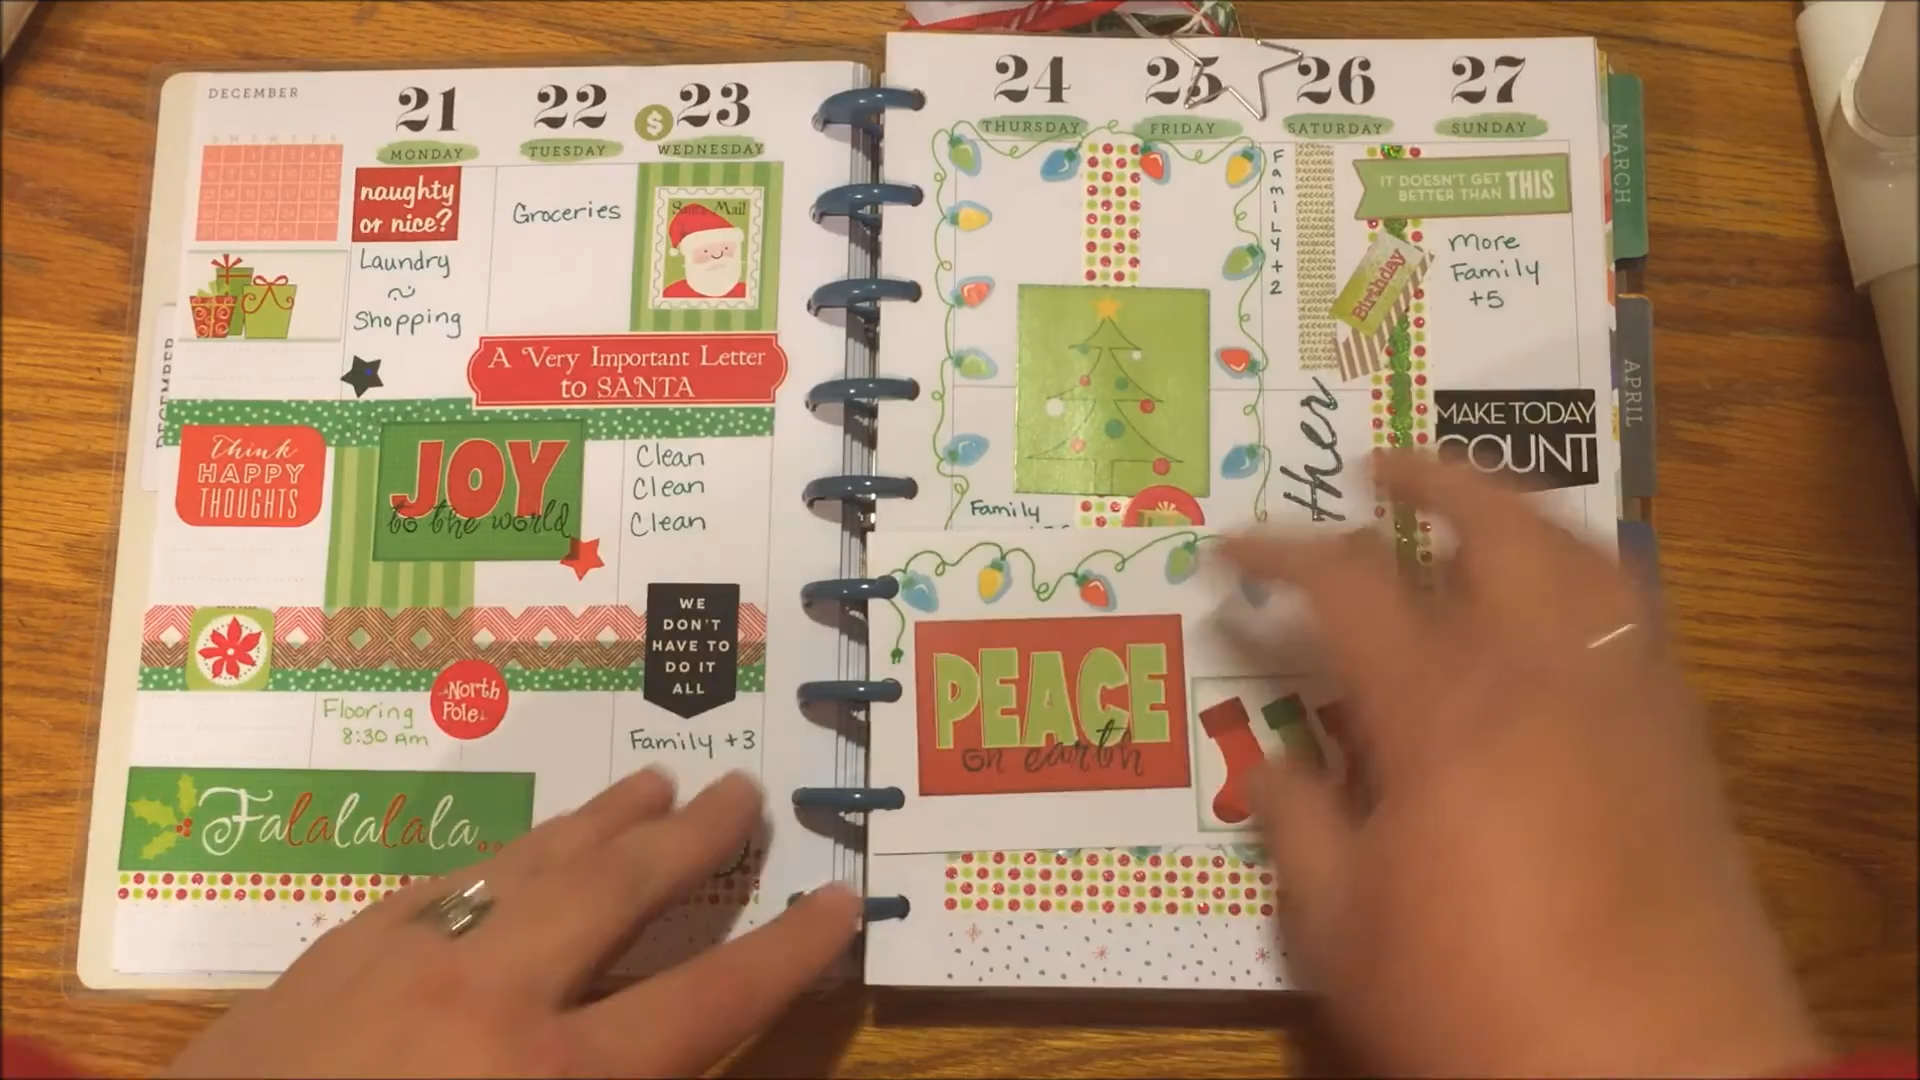 DECEMBER
21
22
23
MONDAY
TUESDAY
WEDNESDAY
$
naughty
or nice?
Laundry
~
Shopping
Groceries
Santa Mail
A Very Important Letter
to SANTA
DECEMBER
Think
HAPPY
THOUGHTS
JOY
to the world
Clean
Clean
Clean
WE
DON'T
HAVE TO
DO IT
ALL
Flooring
8:30 Am
North
Pole
Family +3
Falalalala..
24
25
26
27
THURSDAY
FRIDAY
SATURDAY
SUNDAY
Family+2
IT DOESN'T GET
BETTER THAN THIS
Birthday
More
Family
+5
MAKE TODAY
COUNT
ther
Family
PEACE
on earth
MARCH
APRIL